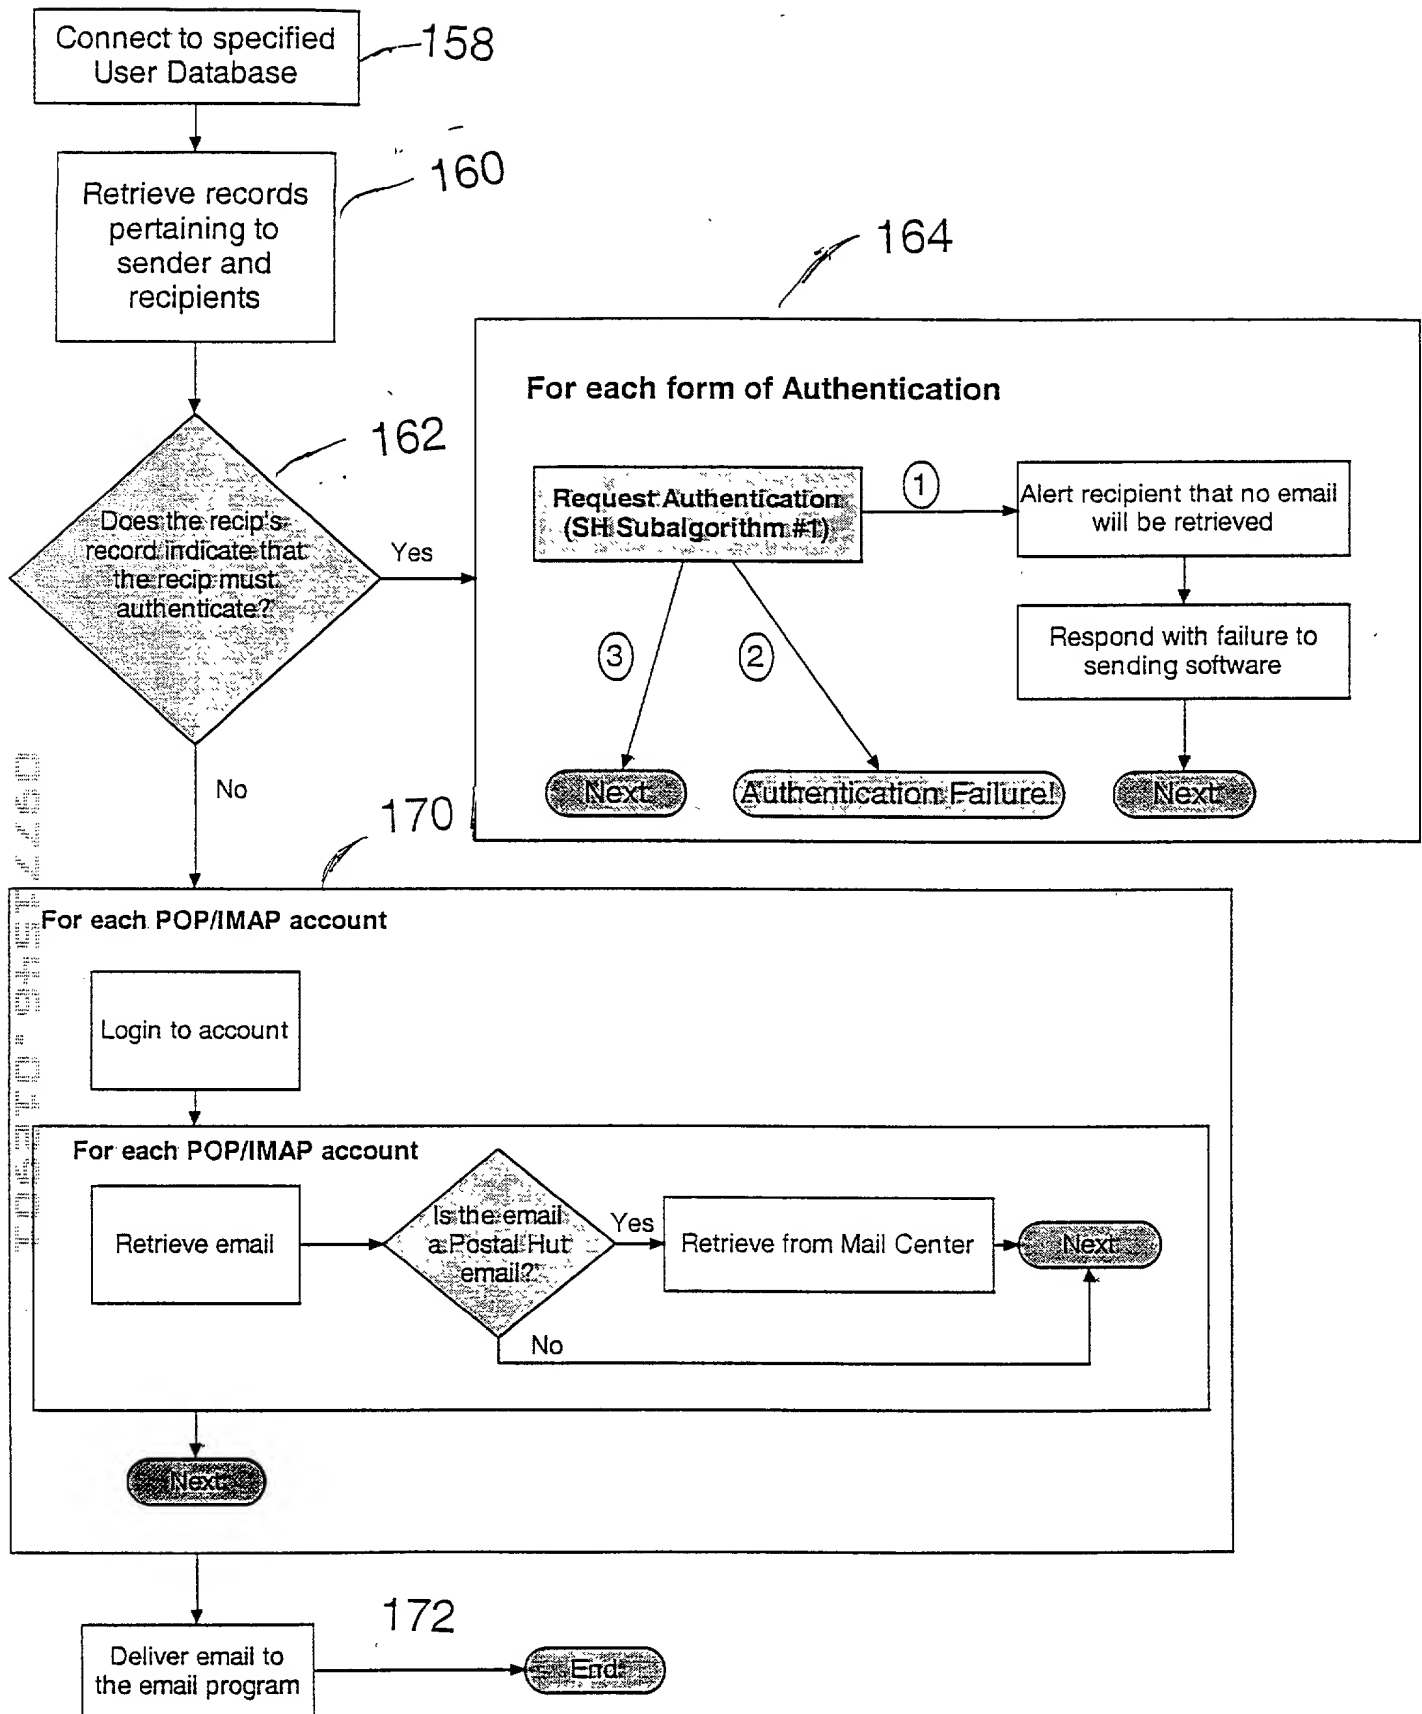 Connect to specified
User Database
158
Retrieve records
pertaining to
sender and
recipients
160
164
For each form of Authentication
162
Does the recip's
record indicate that
the recip must
authenticate?
Yes
No
Request Authentication
(SH Subalgorithm #1)
1
Alert recipient that no email
will be retrieved
Respond with failure to
sending software
3
2
Next
Authentication Failure!
Next
170
For each POP/IMAP account
Login to account
For each POP/IMAP account
Retrieve email
Is the email
a Postal Hut
email?
Yes
Retrieve from Mail Center
Next
No
Next
172
Deliver email to
the email program
End